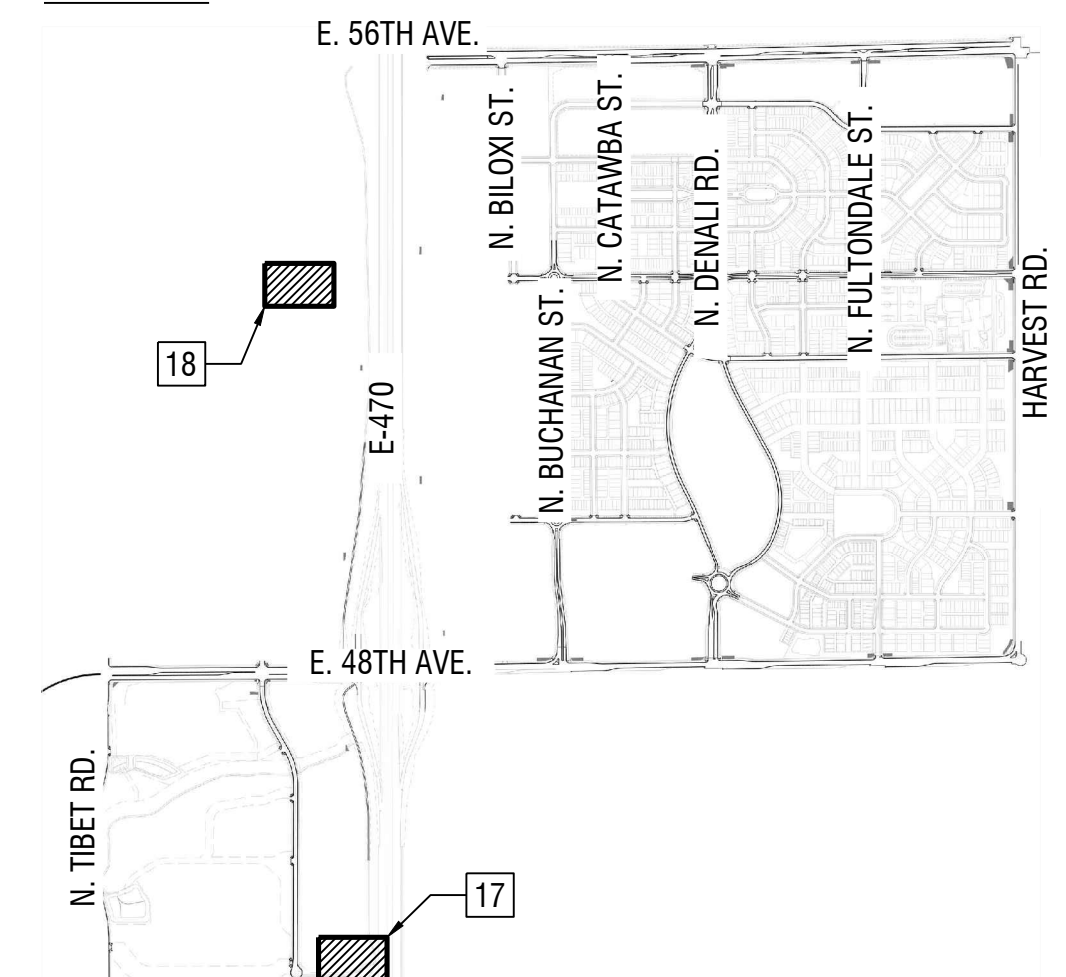 E. 56TH AVE.
N. BILOXI ST.
N. CATAWBA ST.
N. DENALI RD.
N. FULTONDALE ST.
HARVEST RD.
18
E-470
N. BUCHANAN ST.
E. 48TH AVE.
N. TIBET RD.
17